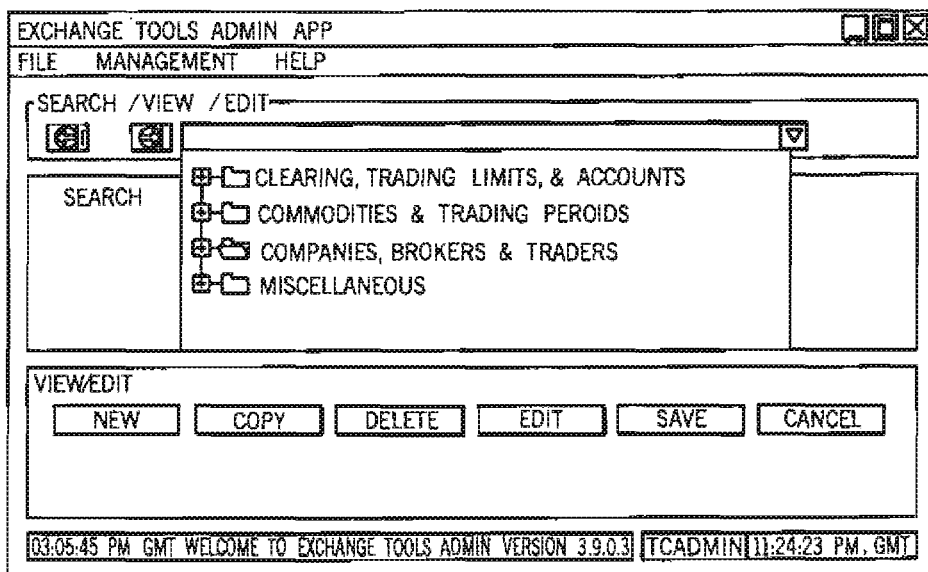 EXCHANGE TOOLS ADMIN APP
FILE MANAGEMENT HELP
SEARCH /VIEW /EDIT
SEARCH
CLEARING, TRADING LIMITS, & ACCOUNTS
COMMODITIES & TRADING PEROIDS
COMPANIES, BROKERS & TRADERS
MISCELLANEOUS
VIEW/EDIT
NEW COPY DELETE EDIT SAVE CANCEL
03:05:45 PM GMT WELCOME TO EXCHANGE TOOLS ADMIN VERSION 3.9.0.3 TCADMIN 11:24:23 PM, GMT